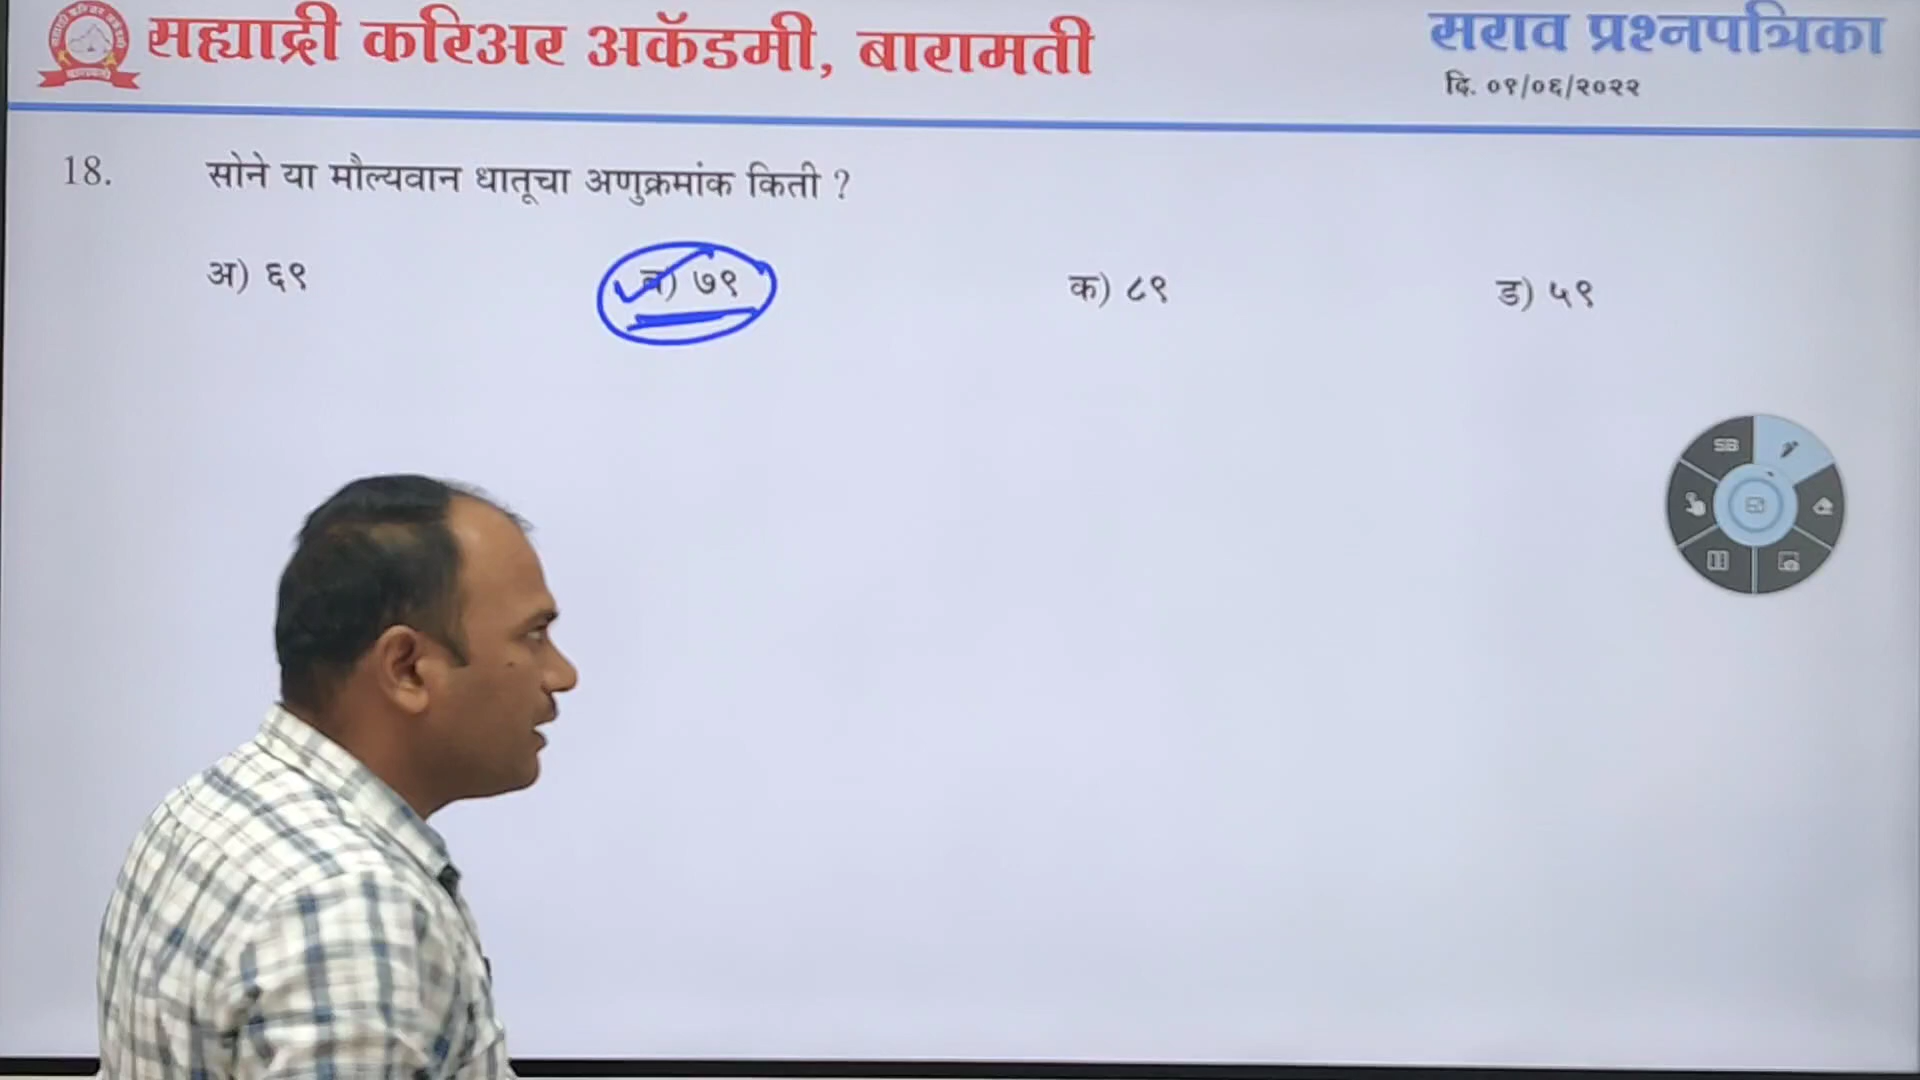 सह्याद्री करिअर अकॅडमी, बारामती
सराव प्रश्नपत्रिका
दि. ०९/०६/२०२२
18. सोने या मौल्यवान धातूचा अणुक्रमांक किती ?
अ) ६९ ब) ७९ क) ८९ ड) ५९